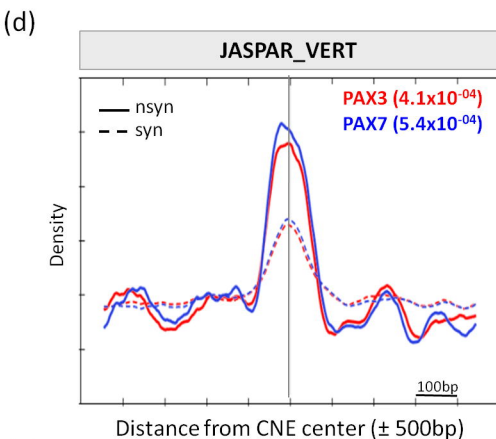 (d)
JASPAR_VERT
nsyn
syn
PAX3 (4.1x10⁻⁰⁴)
PAX7 (5.4x10⁻⁰⁴)
Density
100bp
Distance from CNE center (± 500bp)